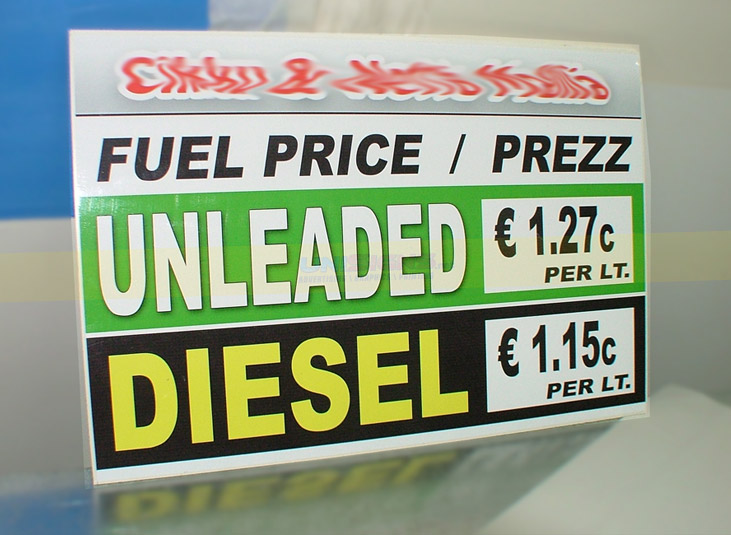 FUEL PRICE / PREZZ
UNLEADED
€ 1.27c
PER LT.
DIESEL
€ 1.15c
PER LT.